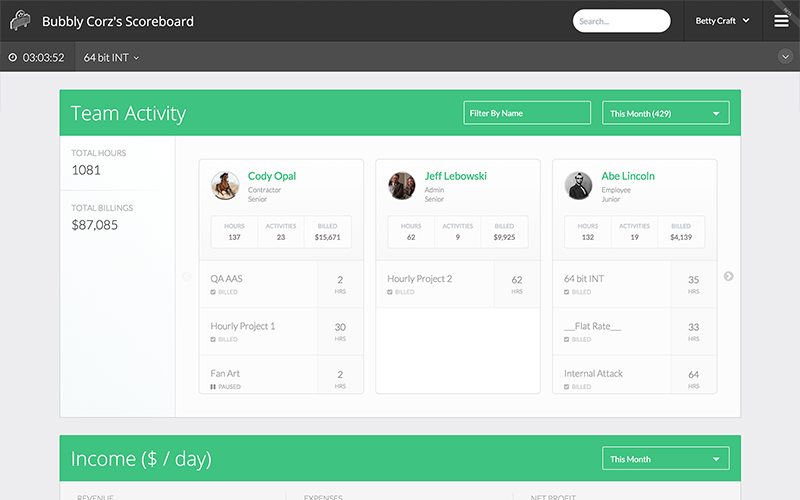 Bubbly Corz's Scoreboard
Search...
Betty Craft
BETA
03:03:52
64 bit INT
Team Activity
Filter By Name
This Month (429)
TOTAL HOURS
1081
TOTAL BILLINGS
$87,085
Cody Opal
Contractor
Senior
HOURS ACTIVITIES BILLED
137 23 $15,671
QA AAS 2
BILLED HRS
Hourly Project 1 30
BILLED HRS
Fan Art 2
PAUSED HRS
Jeff Lebowski
Admin
Senior
HOURS ACTIVITIES BILLED
62 9 $9,925
Hourly Project 2 62
BILLED HRS
Abe Lincoln
Employee
Junior
HOURS ACTIVITIES BILLED
132 19 $4,139
64 bit INT 35
BILLED HRS
___Flat Rate___ 33
BILLED HRS
Internal Attack 64
BILLED HRS
Income ($ / day)
This Month
REVENUE EXPENSES NET PROFIT